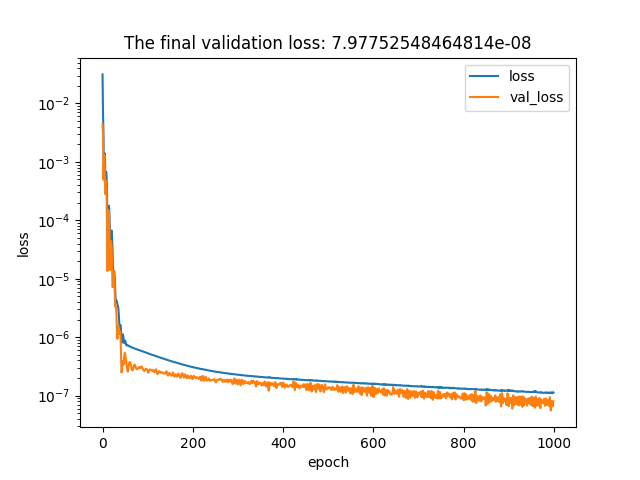 The final validation loss: 7.97752548464814e-08
loss
val_loss
10⁻²
10⁻³
10⁻⁴
10⁻⁵
10⁻⁶
10⁻⁷
loss
0 200 400 600 800 1000
epoch